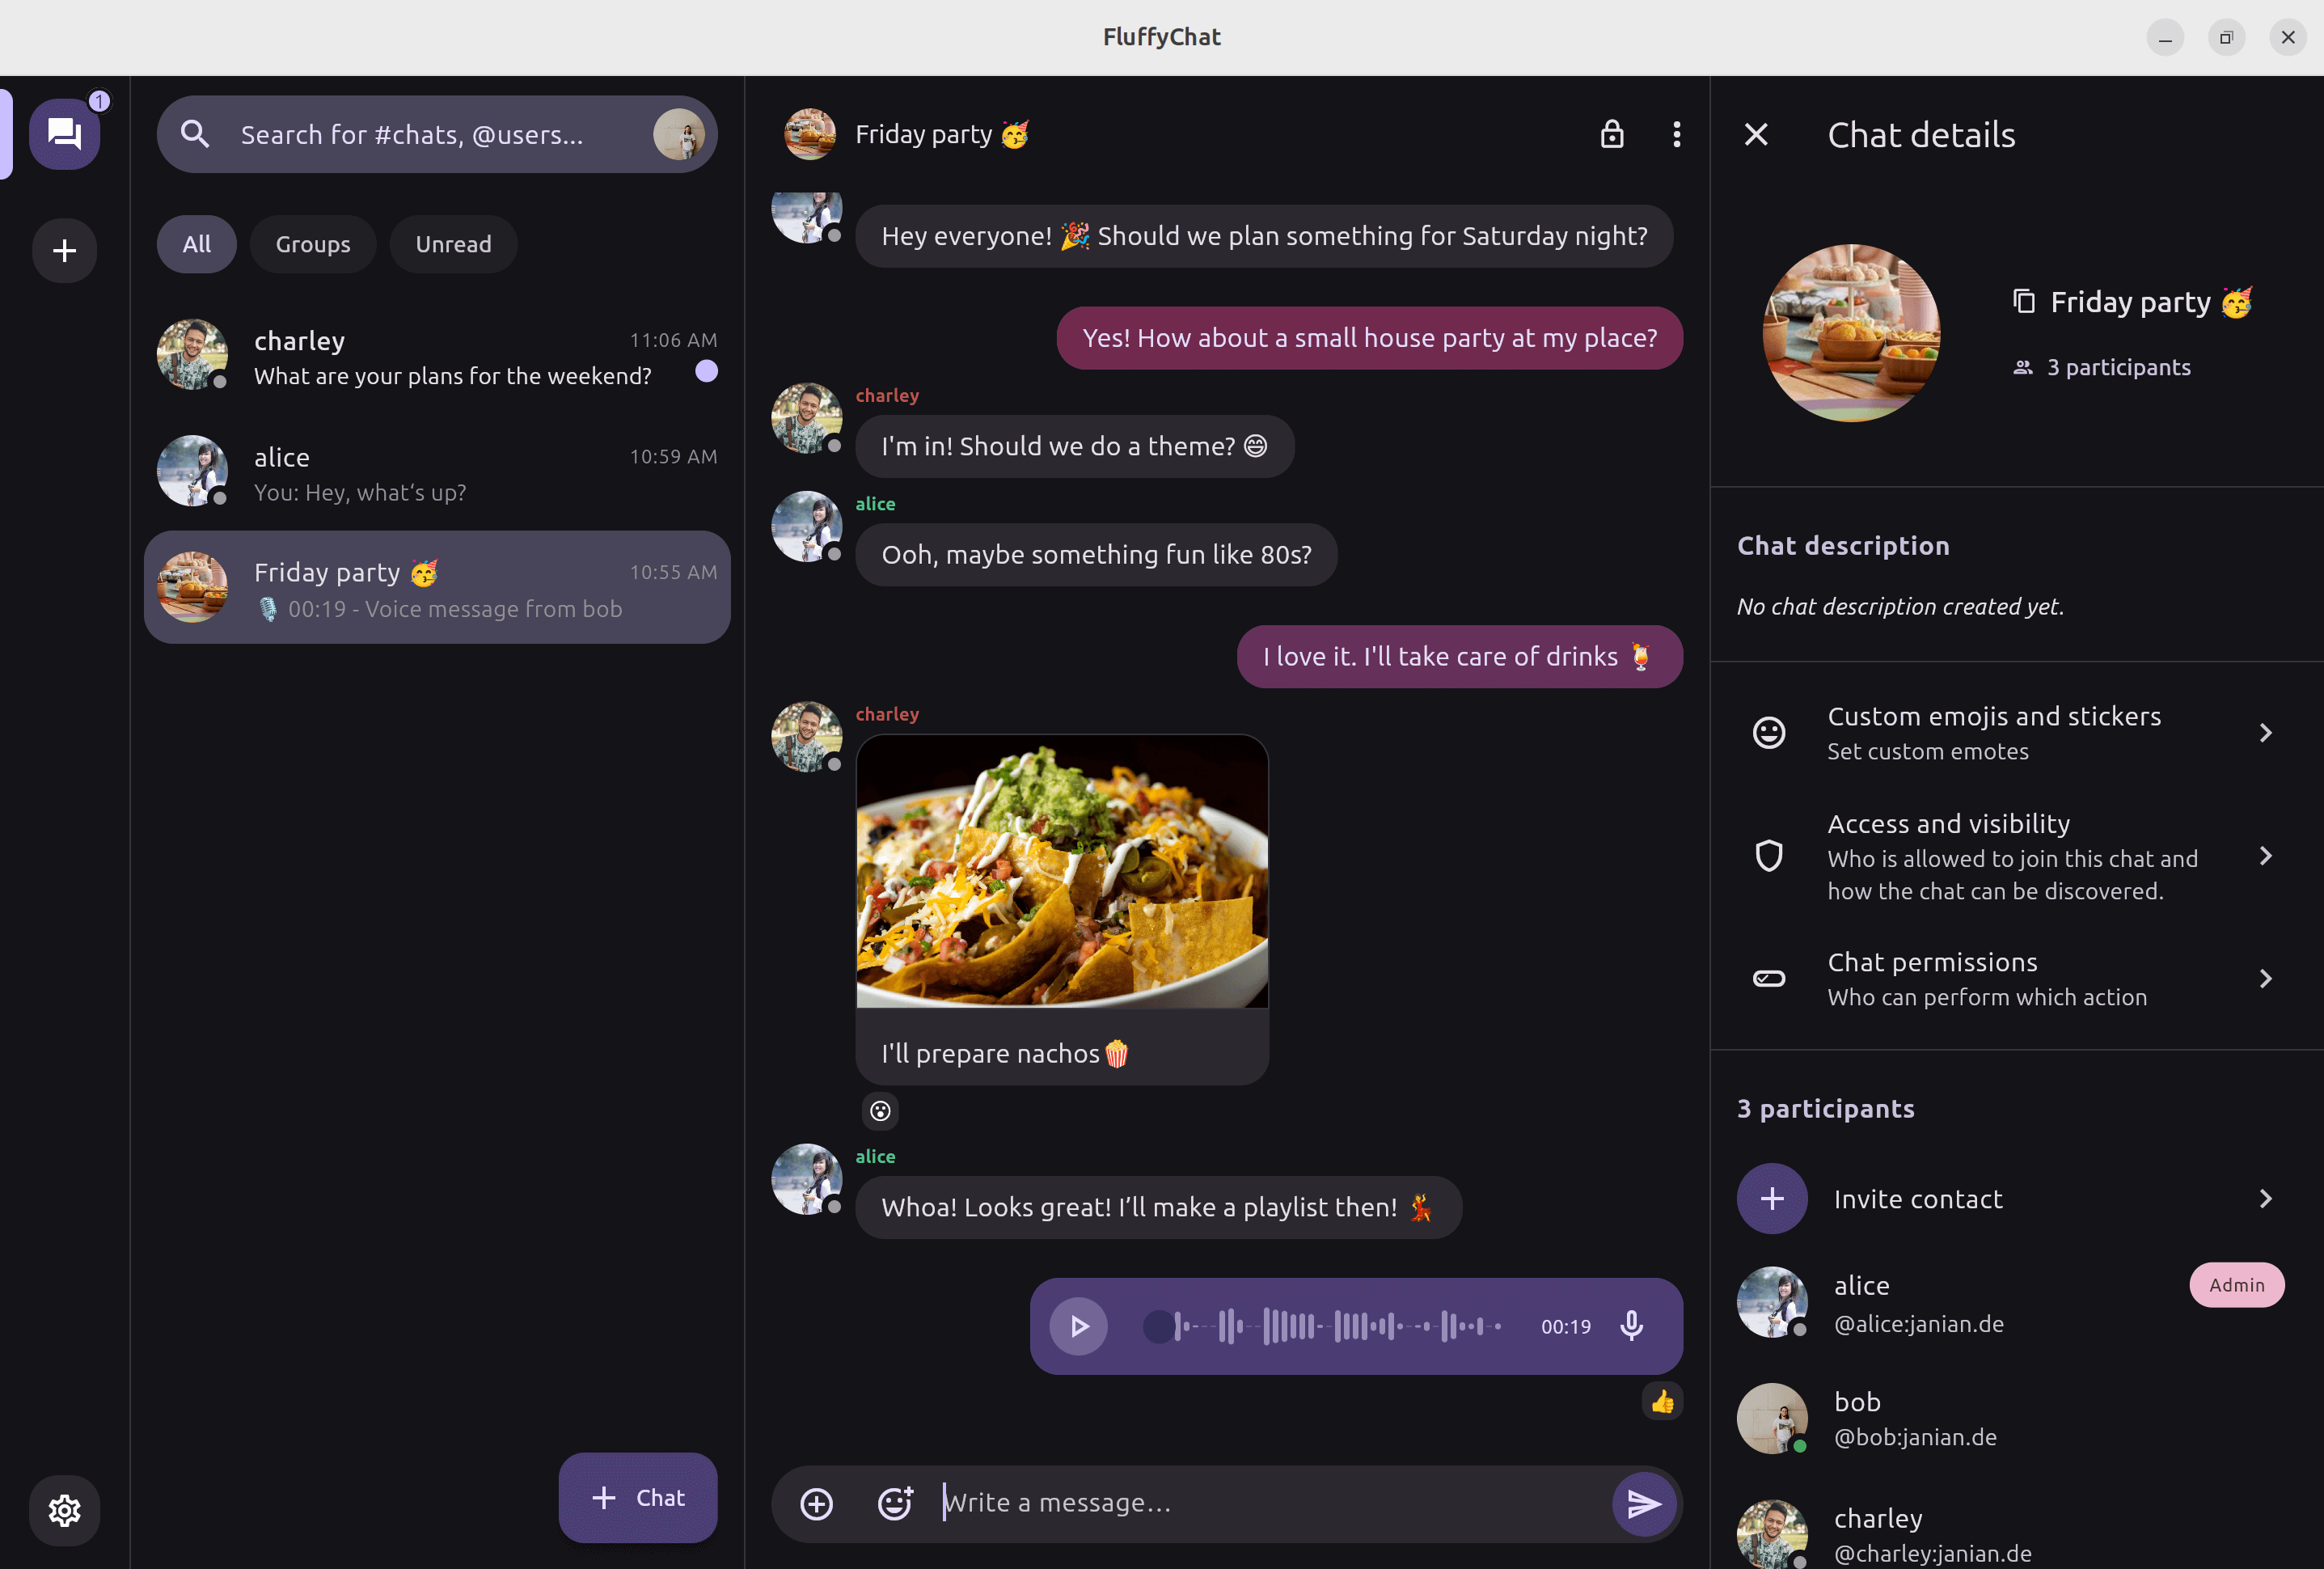 FluffyChat
1
Search for #chats, @users...
All
Groups
Unread
charley
11:06 AM
What are your plans for the weekend?
alice
10:59 AM
You: Hey, what‘s up?
Friday party 🥳
10:55 AM
🎙️ 00:19 - Voice message from bob
+ Chat
Friday party 🥳
Hey everyone! 🎉 Should we plan something for Saturday night?
Yes! How about a small house party at my place?
charley
I'm in! Should we do a theme? 😄
alice
Ooh, maybe something fun like 80s?
I love it. I'll take care of drinks 🍹
charley
I'll prepare nachos🍿
😮
alice
Whoa! Looks great! I’ll make a playlist then! 💃
00:19
👍
Write a message...
Chat details
Friday party 🥳
3 participants
Chat description
No chat description created yet.
Custom emojis and stickers
Set custom emotes
Access and visibility
Who is allowed to join this chat and
how the chat can be discovered.
Chat permissions
Who can perform which action
3 participants
Invite contact
alice
Admin
@alice:janian.de
bob
@bob:janian.de
charley
@charley:janian.de